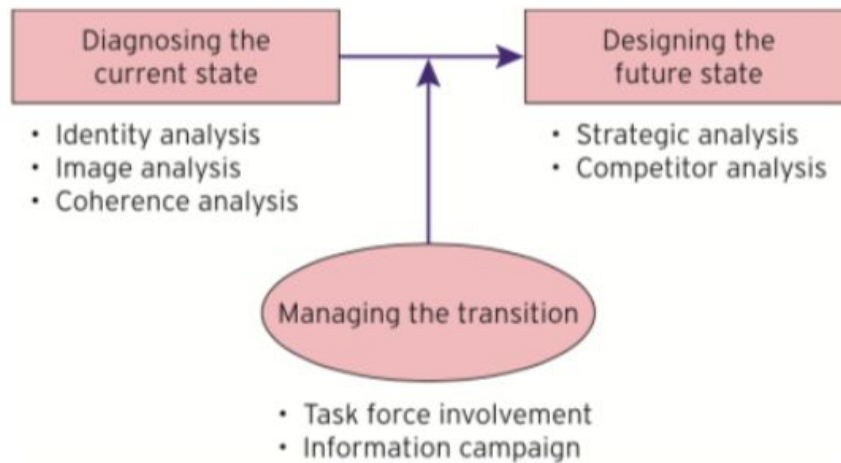 Diagnosing the
current state
Designing the
future state
• Identity analysis
• Image analysis
• Coherence analysis
• Strategic analysis
• Competitor analysis
Managing the transition
• Task force involvement
• Information campaign